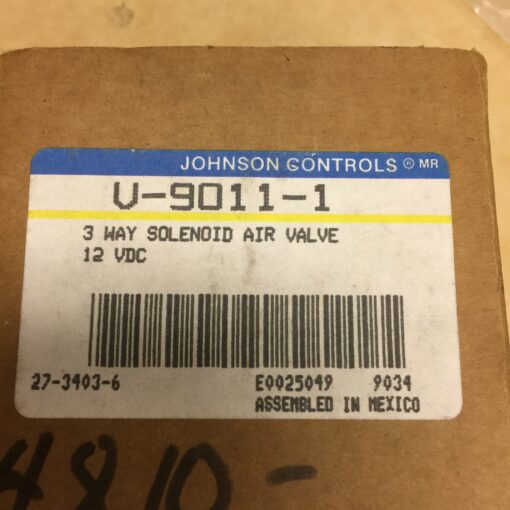 JOHNSON CONTROLS ® MR
V-9011-1
3 WAY SOLENOID AIR VALVE
12 VDC
27-3403-6 E0025049 9034
ASSEMBLED IN MEXICO
4810-